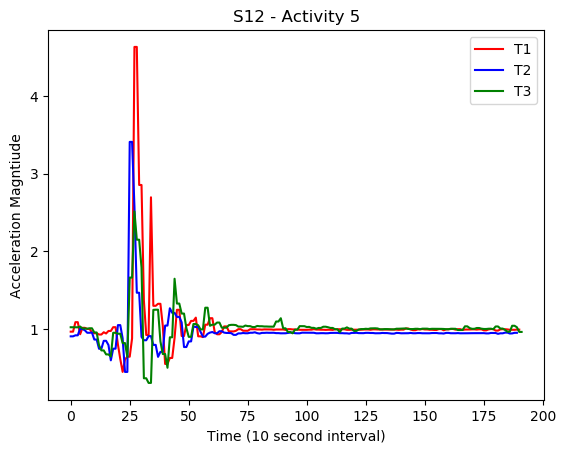 S12 - Activity 5
T1
T2
T3
4
3
2
1
Acceleration Magntiude
0
25
50
75
100
125
150
175
200
Time (10 second interval)